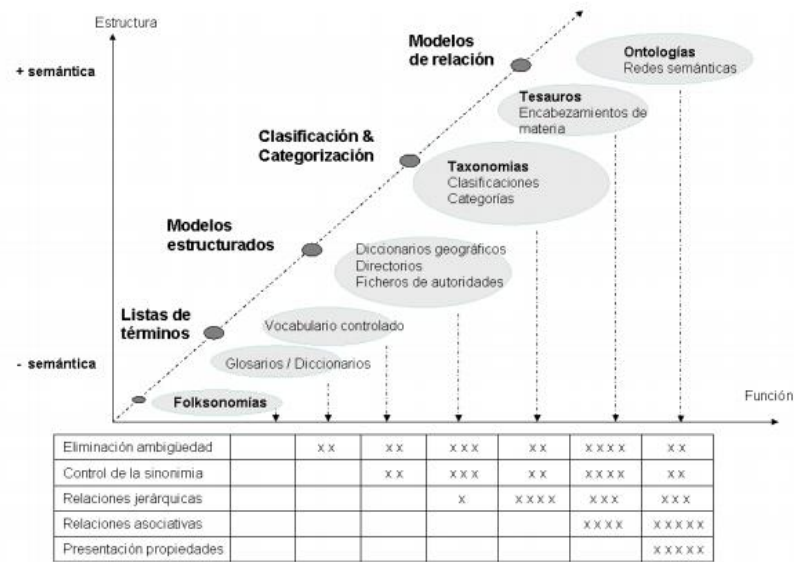 Estructura
+ semántica
Modelos
de relación
Ontologías
Redes semánticas
Tesauros
Encabezamientos de
materia
Clasificación &
Categorización
Taxonomias
Clasificaciones
Categorías
Modelos
estructurados
Diccionarios geográficos
Directorios
Ficheros de autoridades
Listas de
términos
Vocabulario controlado
- semántica
Glosarios / Diccionarios
Folksonomías
Función
Eliminación ambigüedad x x x x x x x x x x x x x x x
Control de la sinonimia x x x x x x x x x x x x x
Relaciones jerárquicas x x x x x x x x x x x
Relaciones asociativas x x x x x x x x x
Presentación propiedades x x x x x